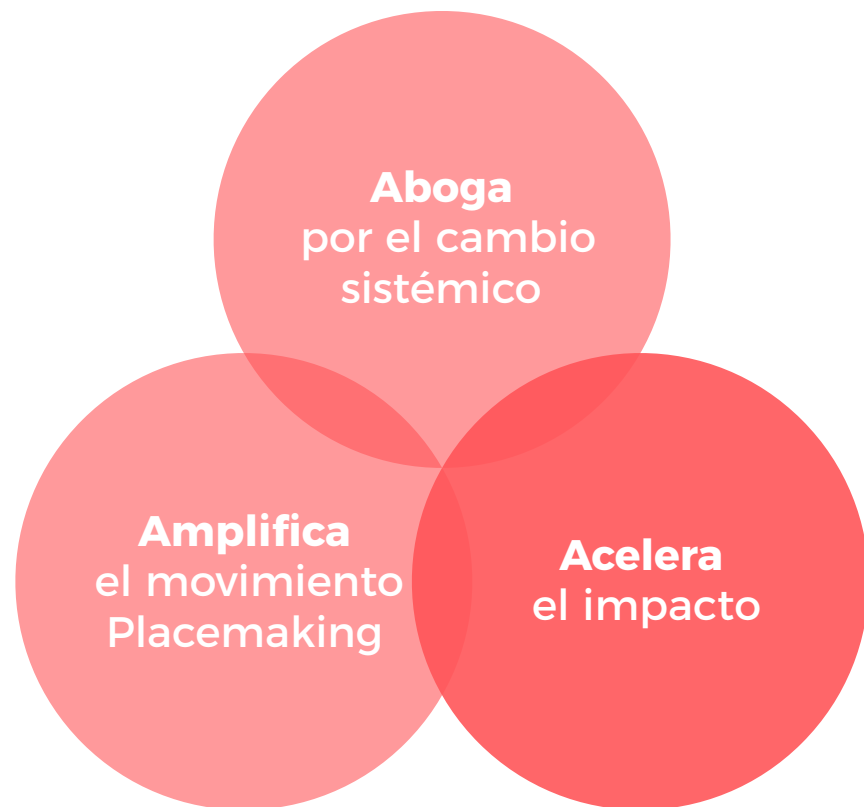 Aboga
por el cambio
sistémico
Amplifica
el movimiento
Placemaking
Acelera
el impacto